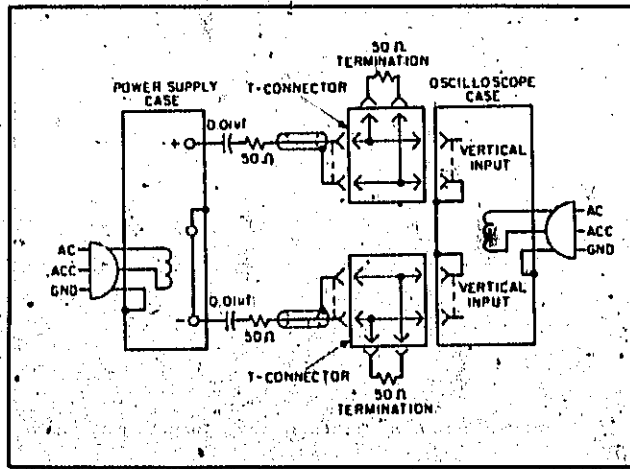 50 Ω
TERMINATION
T-CONNECTOR
POWER SUPPLY
CASE
OSCILLOSCOPE
CASE
+
0.01uf
50 Ω
VERTICAL
INPUT
AC
ACC
GND
AC
ACC
GND
-
0.01uf
50 Ω
VERTICAL
INPUT
T-CONNECTOR
50 Ω
TERMINATION